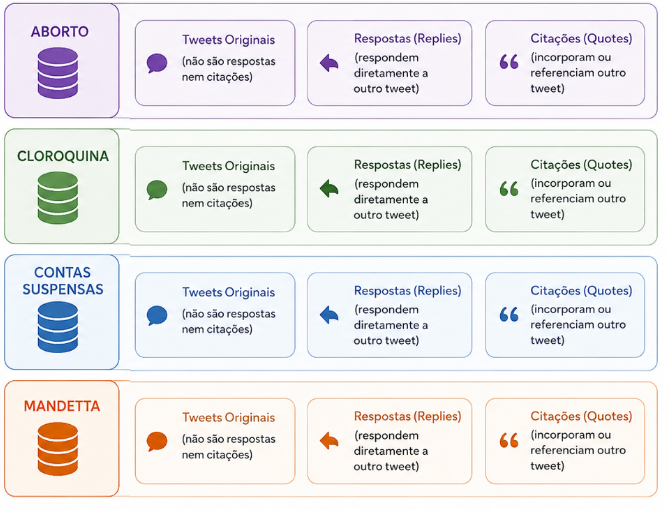 ABORTO
Tweets Originais
(não são respostas
nem citações)
Respostas (Replies)
(respondem
diretamente a
outro tweet)
Citações (Quotes)
(incorporam ou
referenciam outro
tweet)
CLOROQUINA
Tweets Originais
(não são respostas
nem citações)
Respostas (Replies)
(respondem
diretamente a
outro tweet)
Citações (Quotes)
(incorporam ou
referenciam outro
tweet)
CONTAS
SUSPENSAS
Tweets Originais
(não são respostas
nem citações)
Respostas (Replies)
(respondem
diretamente a
outro tweet)
Citações (Quotes)
(incorporam ou
referenciam outro
tweet)
MANDETTA
Tweets Originais
(não são respostas
nem citações)
Respostas (Replies)
(respondem
diretamente a
outro tweet)
Citações (Quotes)
(incorporam ou
referenciam outro
tweet)